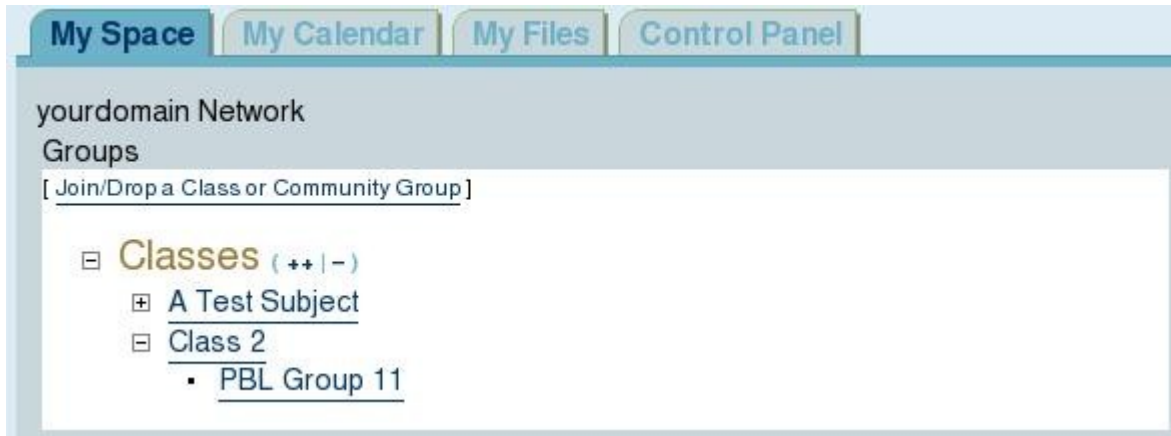 My Space My Calendar My Files Control Panel
yourdomain Network
Groups
[ Join/Drop a Class or Community Group ]
Classes ( ++ | - )
A Test Subject
Class 2
PBL Group 11